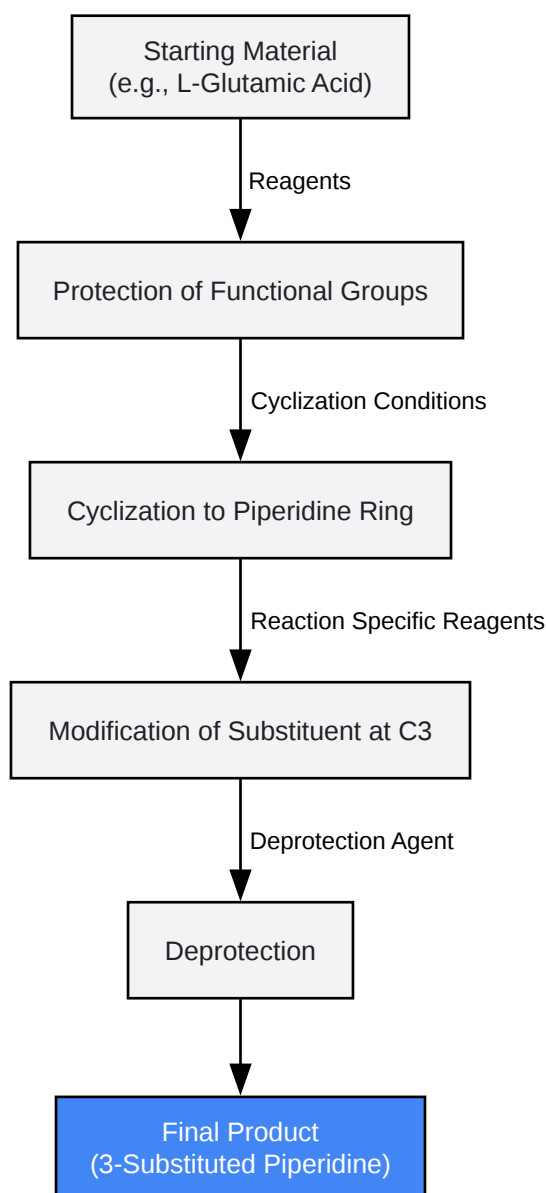 Starting Material
(e.g., L-Glutamic Acid)
Reagents
Protection of Functional Groups
Cyclization Conditions
Cyclization to Piperidine Ring
Reaction Specific Reagents
Modification of Substituent at C3
Deprotection Agent
Deprotection
Final Product
(3-Substituted Piperidine)